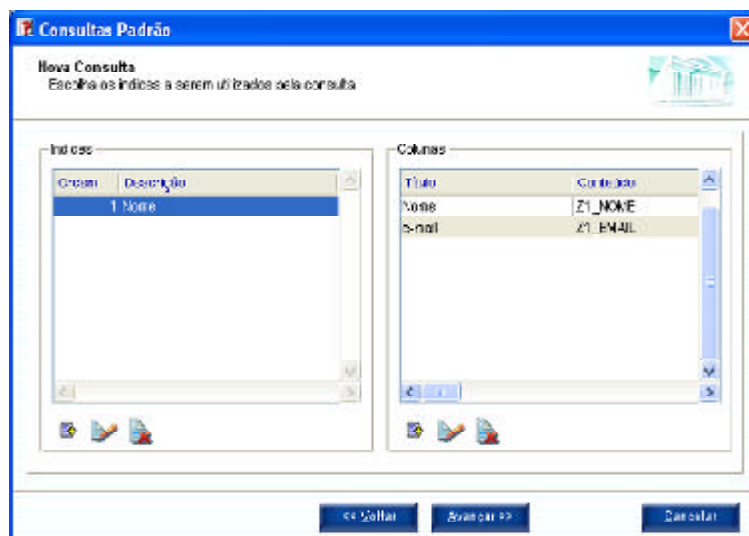 Consultas Padrão
Nova Consulta
Escolha os índices a serem utilizados pela consulta
Índices
Ordem Descrição
1 Nome
Colunas
Título Conteúdo
Nome Z1_NOME
e-mail Z1_EMAIL
<< Voltar Avançar >> Cancelar